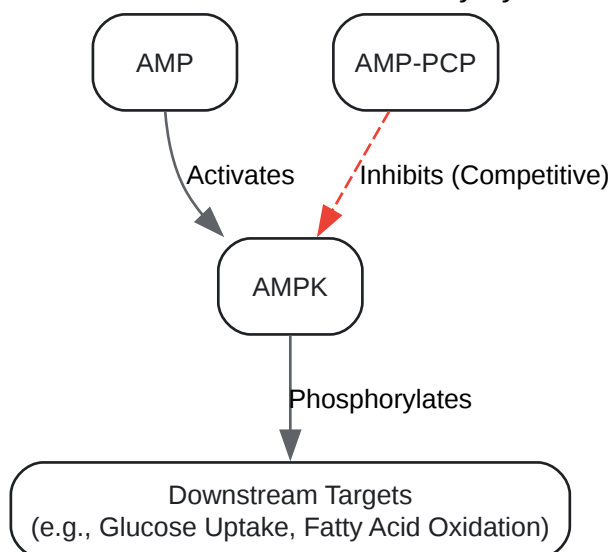 AMP
AMP-PCP
Activates
Inhibits (Competitive)
AMPK
Phosphorylates
Downstream Targets
(e.g., Glucose Uptake, Fatty Acid Oxidation)